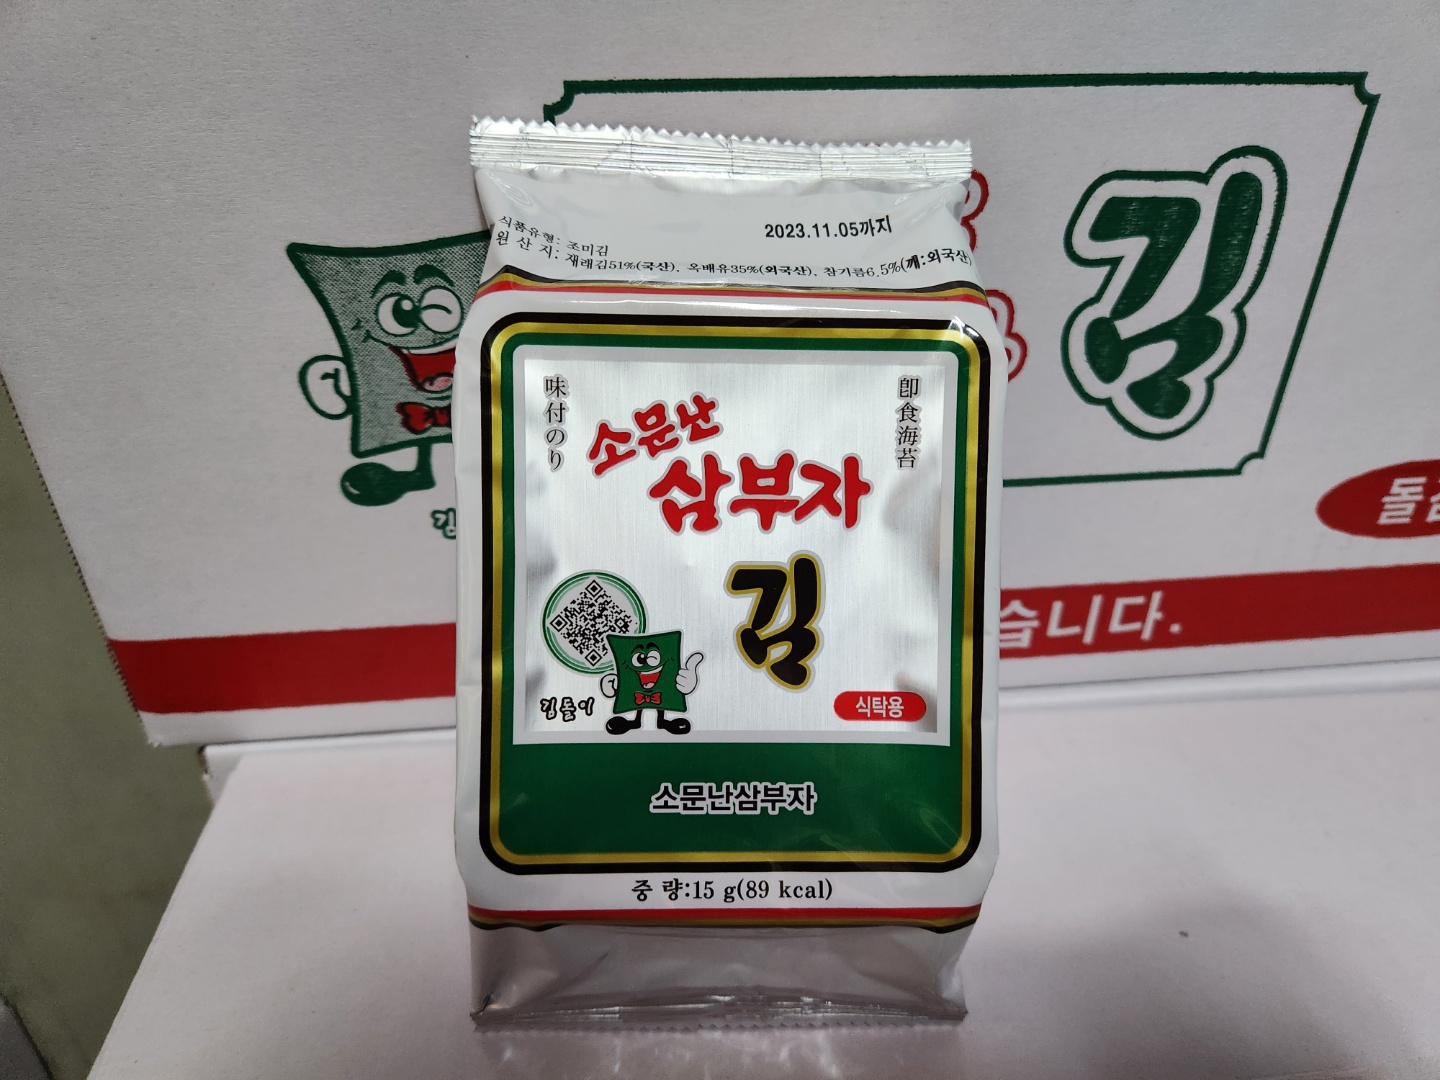 2023.11.05까지
식품유형: 조미김
원 산 지: 재래김51%(국산), 옥배유35%(외국산), 참기름6.5%(깨:외국산)
味付のり
卽食海苔
소문난
삼부자
김
김돌이
식탁용
소문난삼부자
중 량:15 g(89 kcal)
김
습니다.